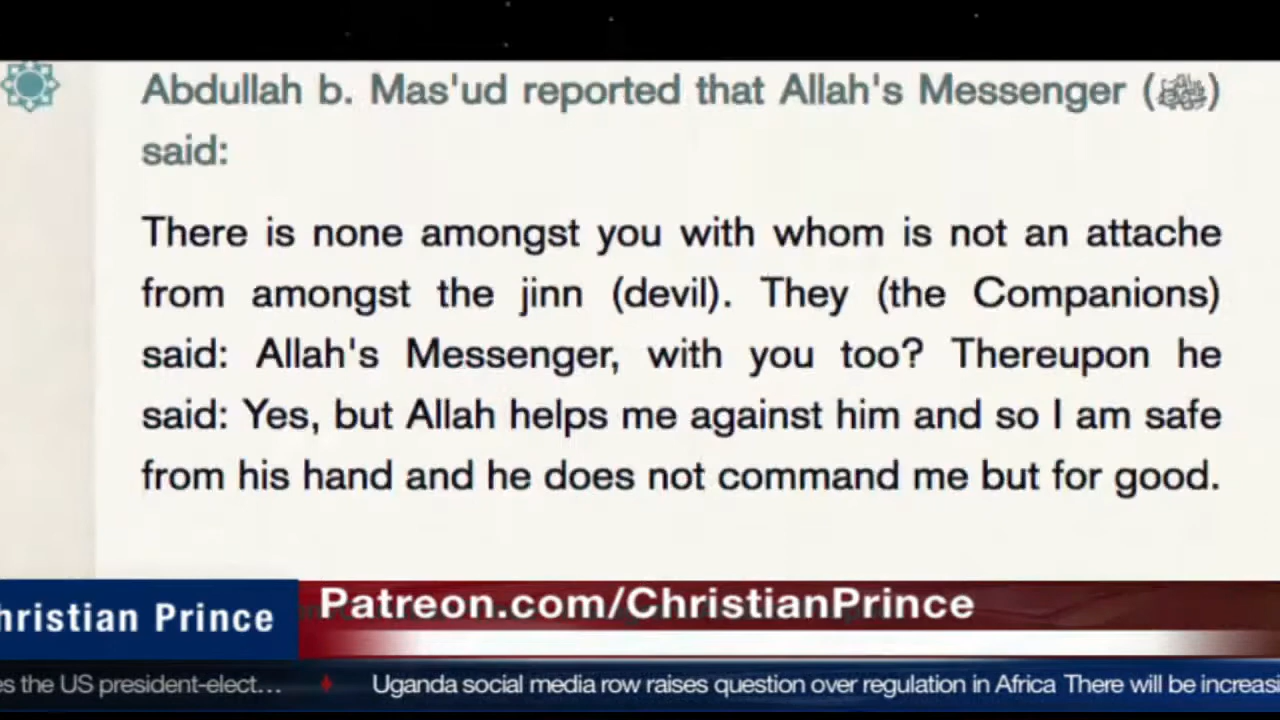 Abdullah b. Mas'ud reported that Allah's Messenger (ﷺ)
said:
There is none amongst you with whom is not an attache
from amongst the jinn (devil). They (the Companions)
said: Allah's Messenger, with you too? Thereupon he
said: Yes, but Allah helps me against him and so I am safe
from his hand and he does not command me but for good.
hristian Prince
Patreon.com/ChristianPrince
es the US president-elect... Uganda social media row raises question over regulation in Africa There will be increasi